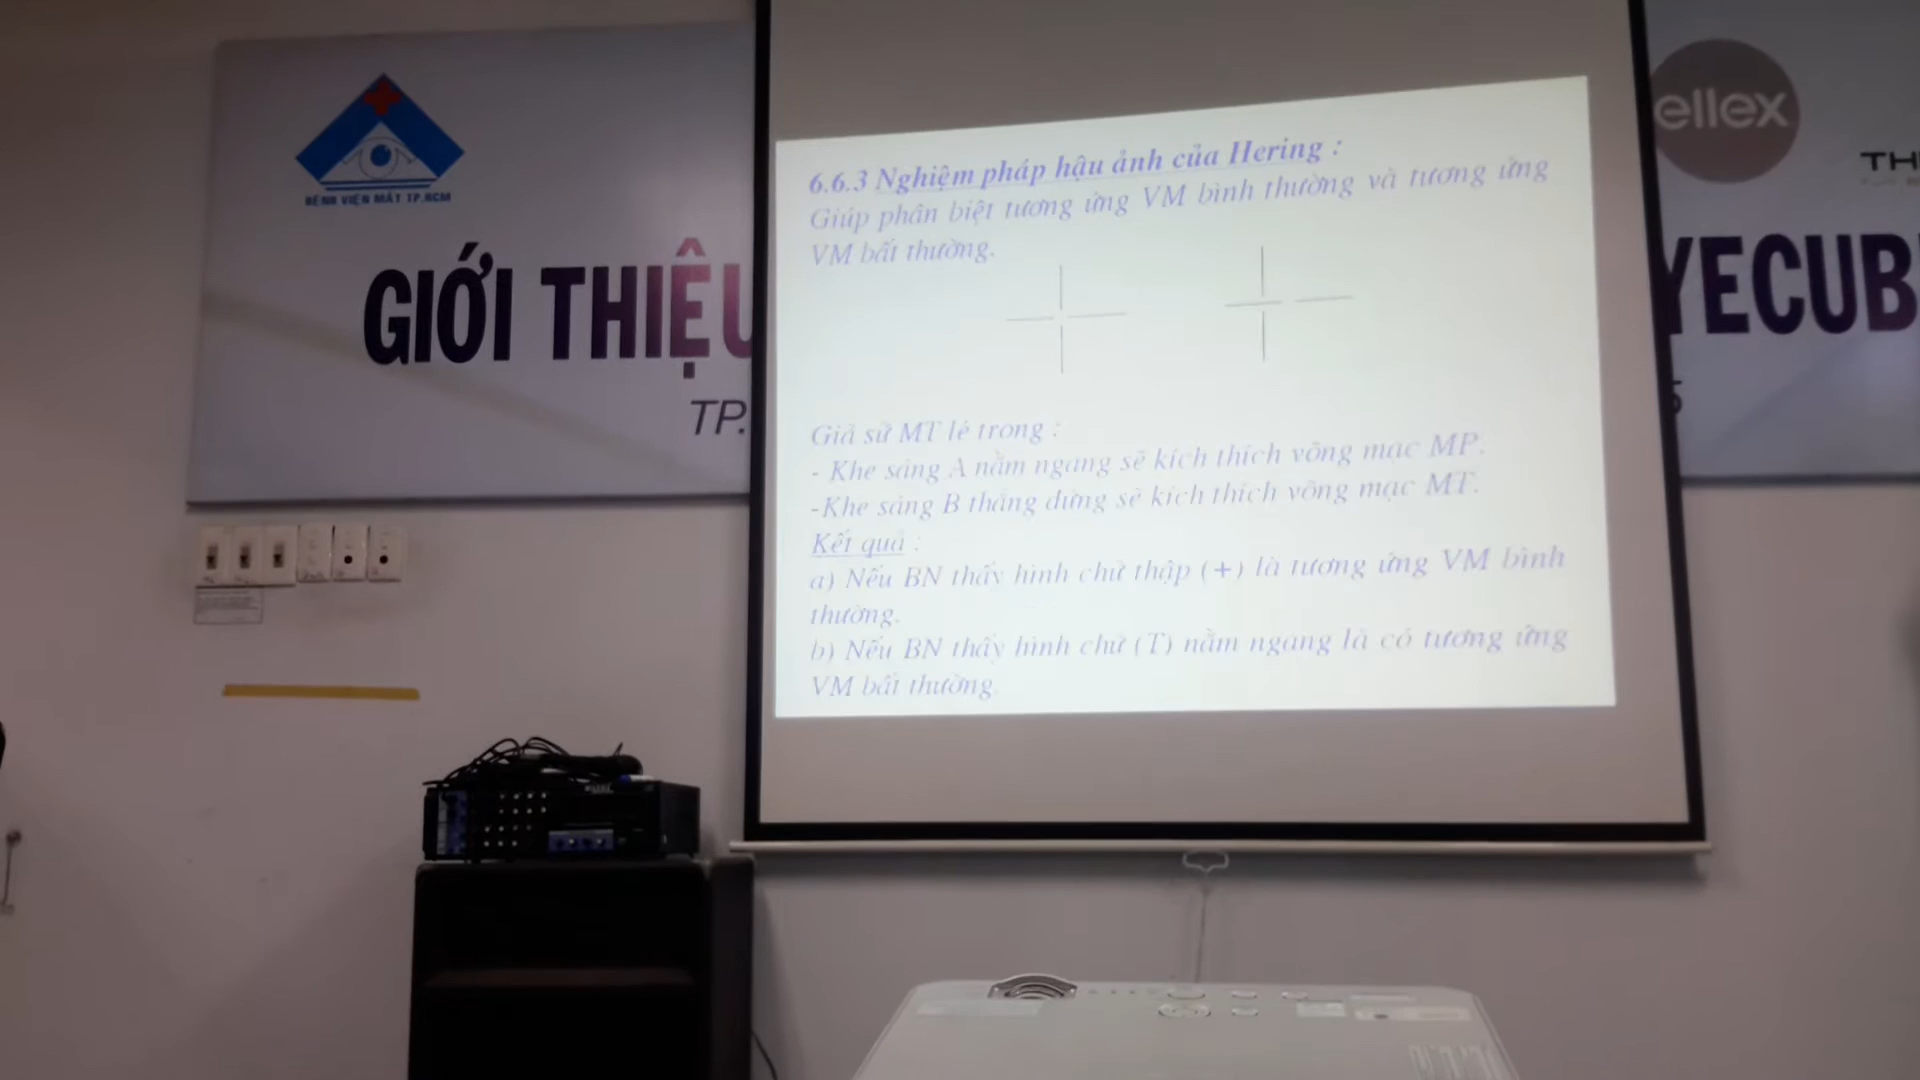 BỆNH VIỆN MẮT TP.HCM
GIỚI THIỆU
TP.
ellex
TH
YECUB
5
6.6.3 Nghiệm pháp hậu ảnh của Hering :
Giúp phân biệt tương ứng VM bình thường và tương ứng
VM bất thường.
Giả sử MT lé trong :
- Khe sáng A nằm ngang sẽ kích thích võng mạc MP.
-Khe sáng B thẳng đứng sẽ kích thích võng mạc MT.
Kết quả :
a) Nếu BN thấy hình chữ thập (+) là tương ứng VM bình
thường.
b) Nếu BN thấy hình chữ (T) nằm ngang là có tương ứng
VM bất thường.